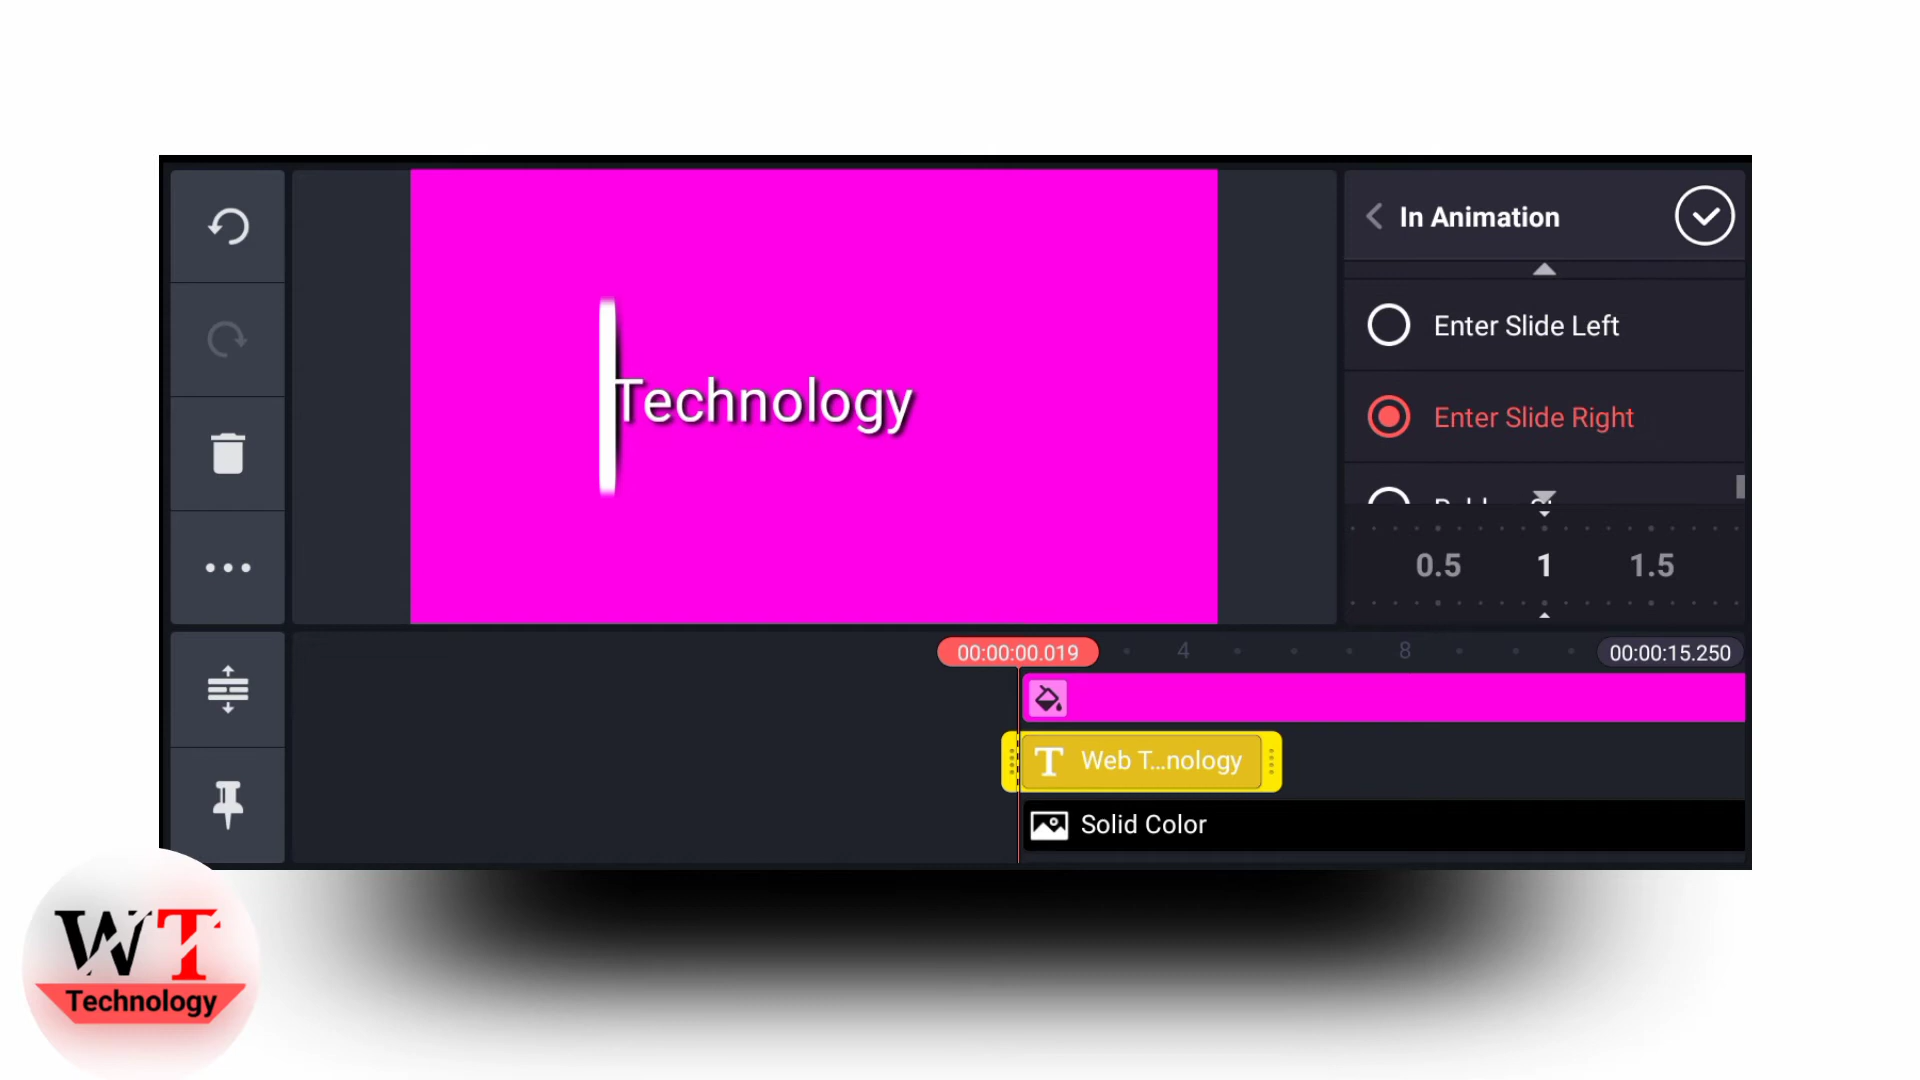 In Animation
Enter Slide Left
Technology
Enter Slide Right
0.5 1 1.5
00:00:00.019 4 8 00:00:15.250
T Web T...nology
Solid Color
WT
Technology